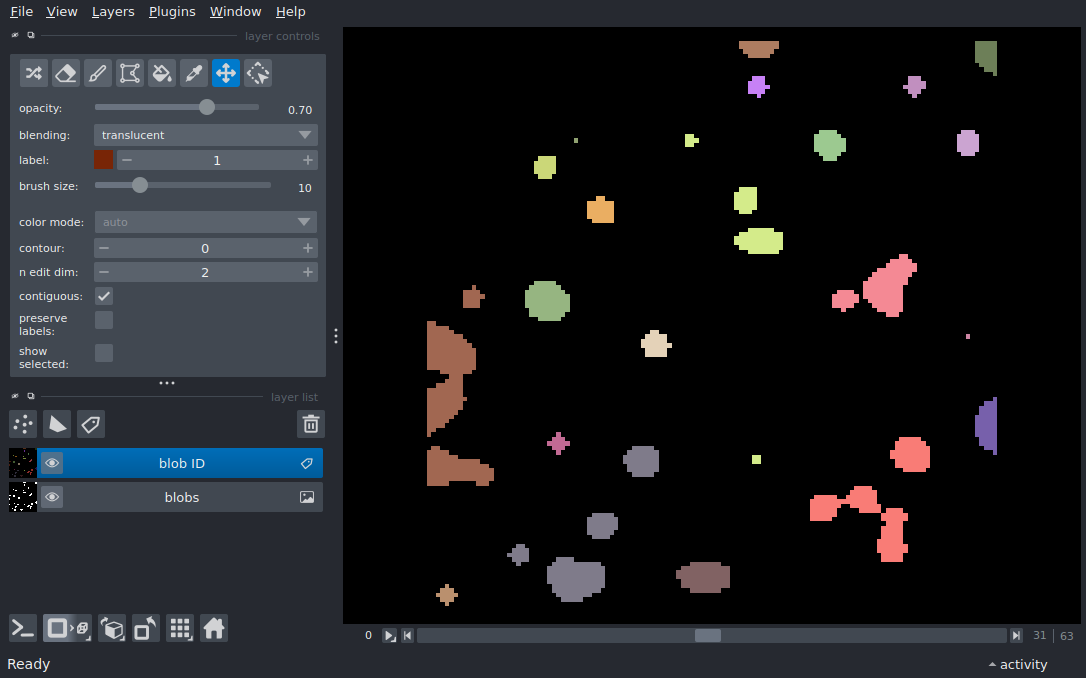 File View Layers Plugins Window Help
layer controls
opacity: 0.70
blending: translucent
label: 1
brush size: 10
color mode: auto
contour: 0
n edit dim: 2
contiguous:
preserve
labels:
show
selected:
layer list
blob ID
blobs
0 31 63
Ready activity